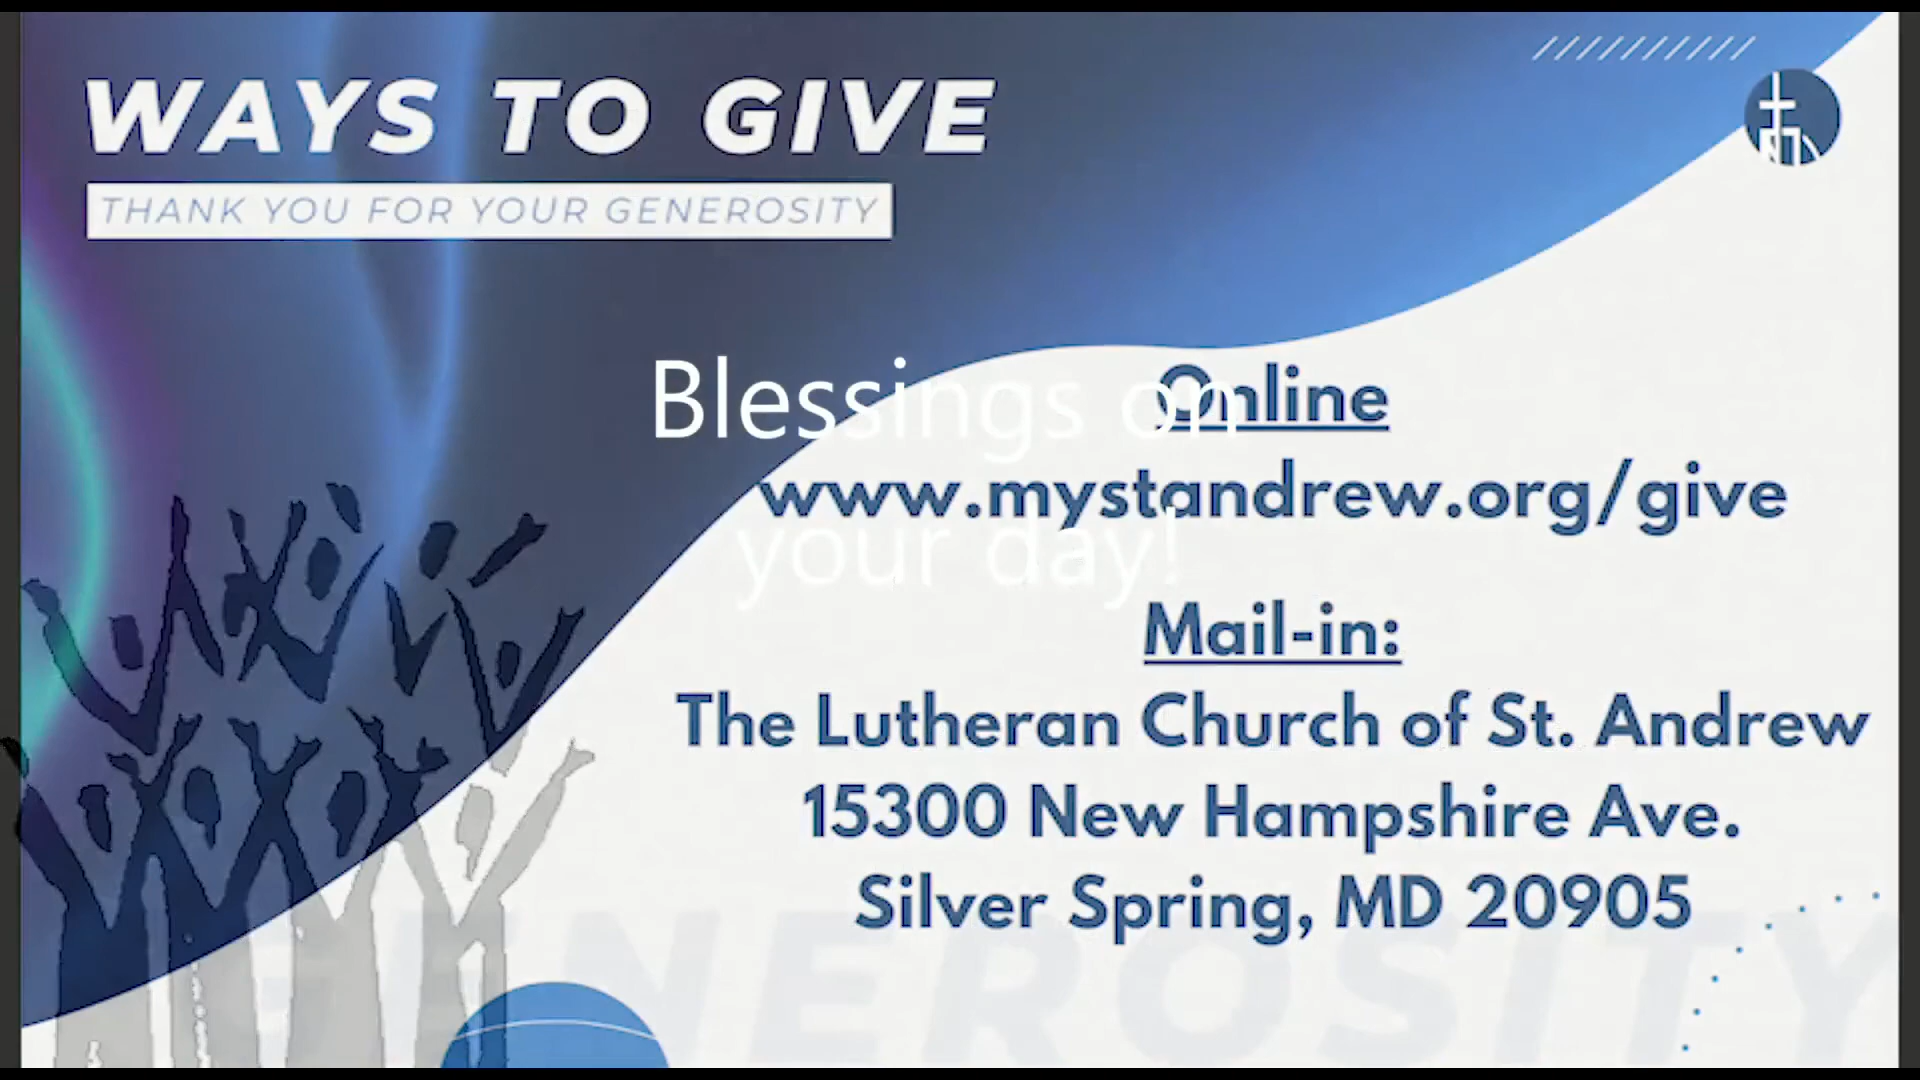 WAYS TO GIVE
THANK YOU FOR YOUR GENEROSITY
Blessings on
your day!
Online
www.mystandrew.org/give
Mail-in:
The Lutheran Church of St. Andrew
15300 New Hampshire Ave.
Silver Spring, MD 20905
GENEROSITY